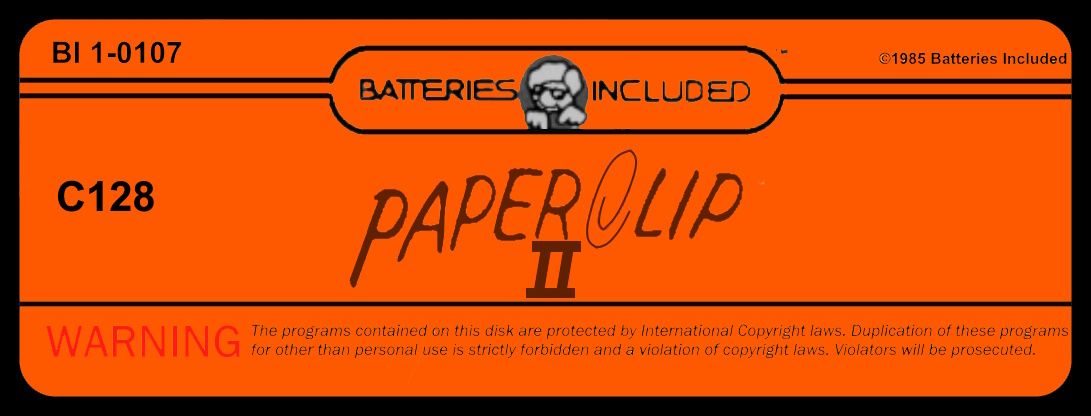 BI 1-0107
©1985 Batteries Included
BATTERIES INCLUDED
C128
PAPERCLIP
II
WARNING
The programs contained on this disk are protected by International Copyright laws. Duplication of these programs
for other than personal use is strictly forbidden and a violation of copyright laws. Violators will be prosecuted.